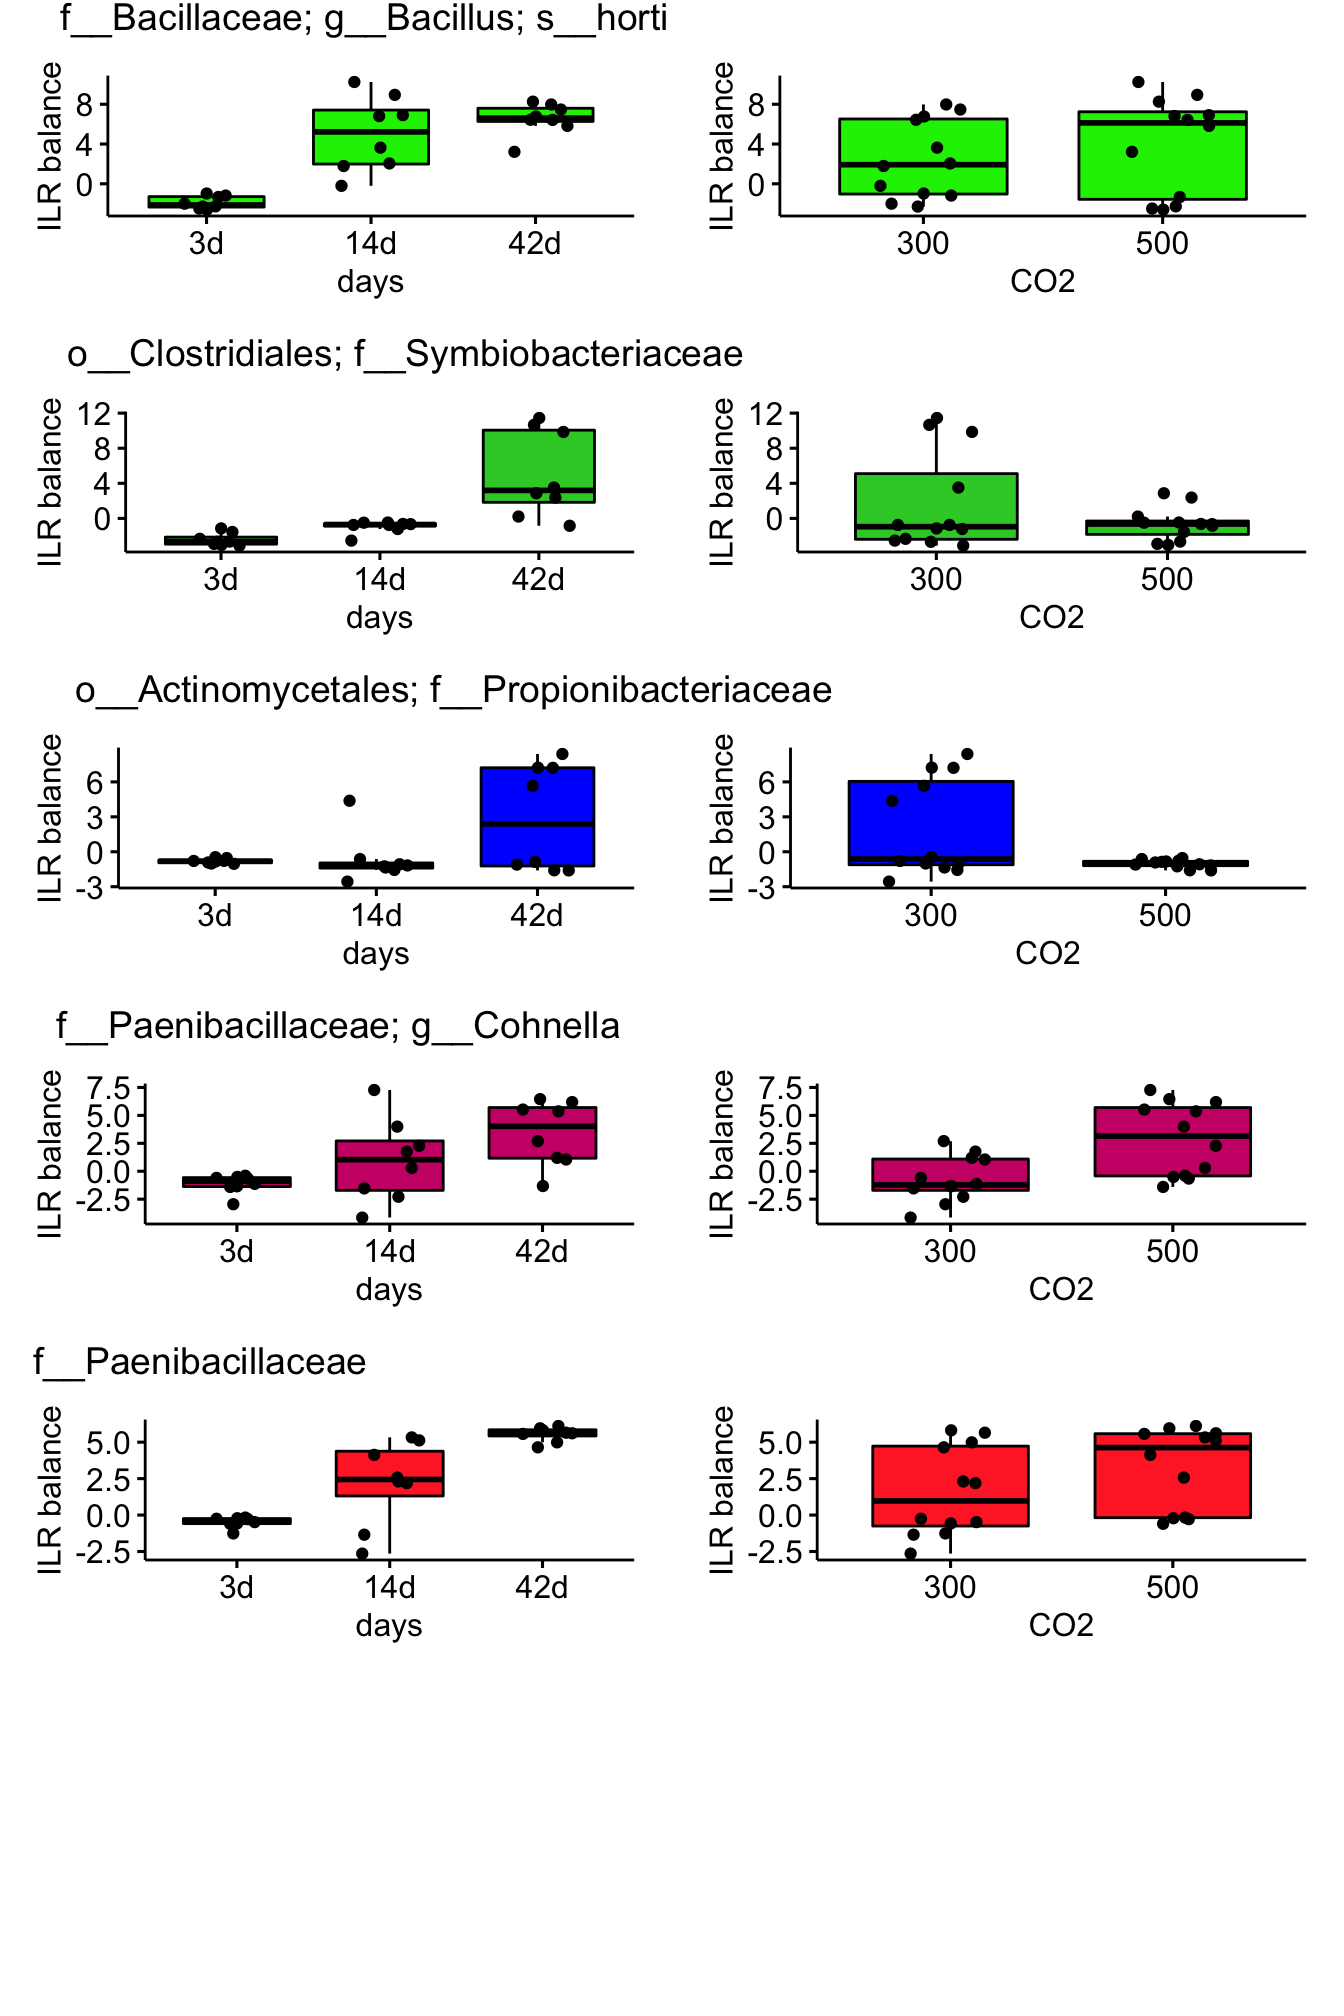 f__Bacillaceae; g__Bacillus; s__horti
ILR balance
8
4
0
3d 14d 42d
days
ILR balance
8
4
0
300 500
CO2
o__Clostridiales; f__Symbiobacteriaceae
ILR balance
12
8
4
0
3d 14d 42d
days
ILR balance
12
8
4
0
300 500
CO2
o__Actinomycetales; f__Propionibacteriaceae
ILR balance
6
3
0
-3
3d 14d 42d
days
ILR balance
6
3
0
-3
300 500
CO2
f__Paenibacillaceae; g__Cohnella
ILR balance
7.5
5.0
2.5
0.0
-2.5
3d 14d 42d
days
ILR balance
7.5
5.0
2.5
0.0
-2.5
300 500
CO2
f__Paenibacillaceae
ILR balance
5.0
2.5
0.0
-2.5
3d 14d 42d
days
ILR balance
5.0
2.5
0.0
-2.5
300 500
CO2